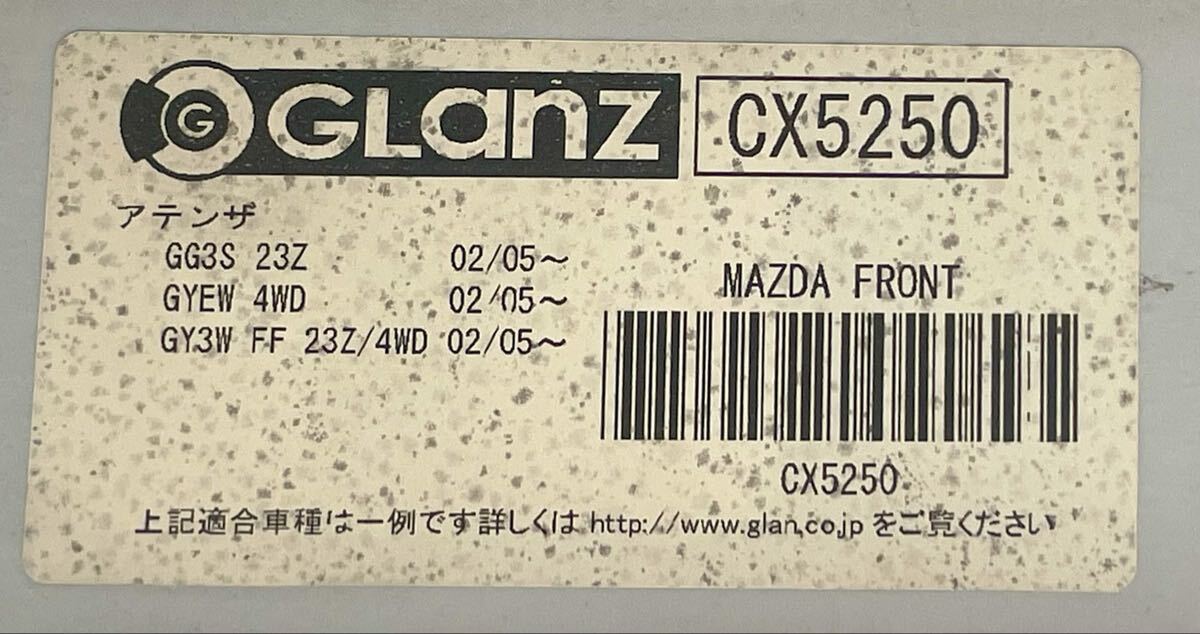 G GLanz CX5250
アテンザ
GG3S 23Z 02/05～
GYEW 4WD 02/05～
GY3W FF 23Z/4WD 02/05～
MAZDA FRONT
CX5250
上記適合車種は一例です詳しくは http://www.glan.co.jp をご覧ください